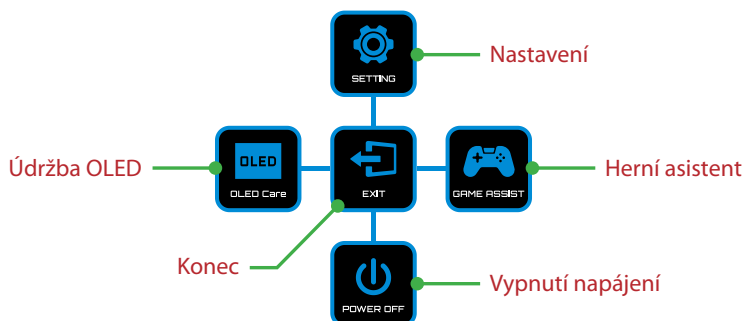 SETTING
Nastavení
Údržba OLED
OLED
OLED Care
EXIT
GAME ASSIST
Herní asistent
Konec
POWER OFF
Vypnutí napájení